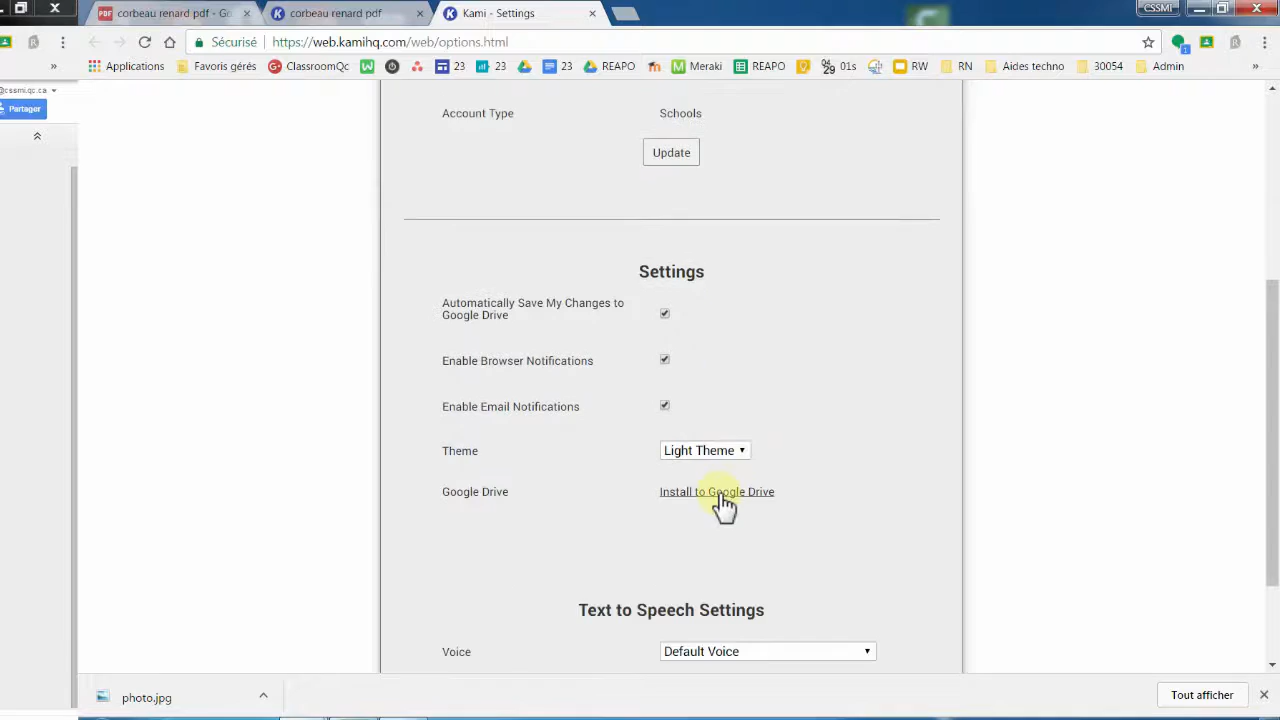 corbeau renard pdf - Go
corbeau renard pdf
Kami - Settings
CSSMI
Sécurisé
https://web.kamihq.com/web/options.html
Applications
Favoris gérés
ClassroomQc
23
23
23
REAPO
Meraki
REAPO
01s
RW
RN
Aides techno
30054
Admin
@cssmi.qc.ca
Partager
Account Type
Schools
Update
Settings
Automatically Save My Changes to
Google Drive
Enable Browser Notifications
Enable Email Notifications
Theme
Light Theme
Google Drive
Install to Google Drive
Text to Speech Settings
Voice
Default Voice
photo.jpg
Tout afficher